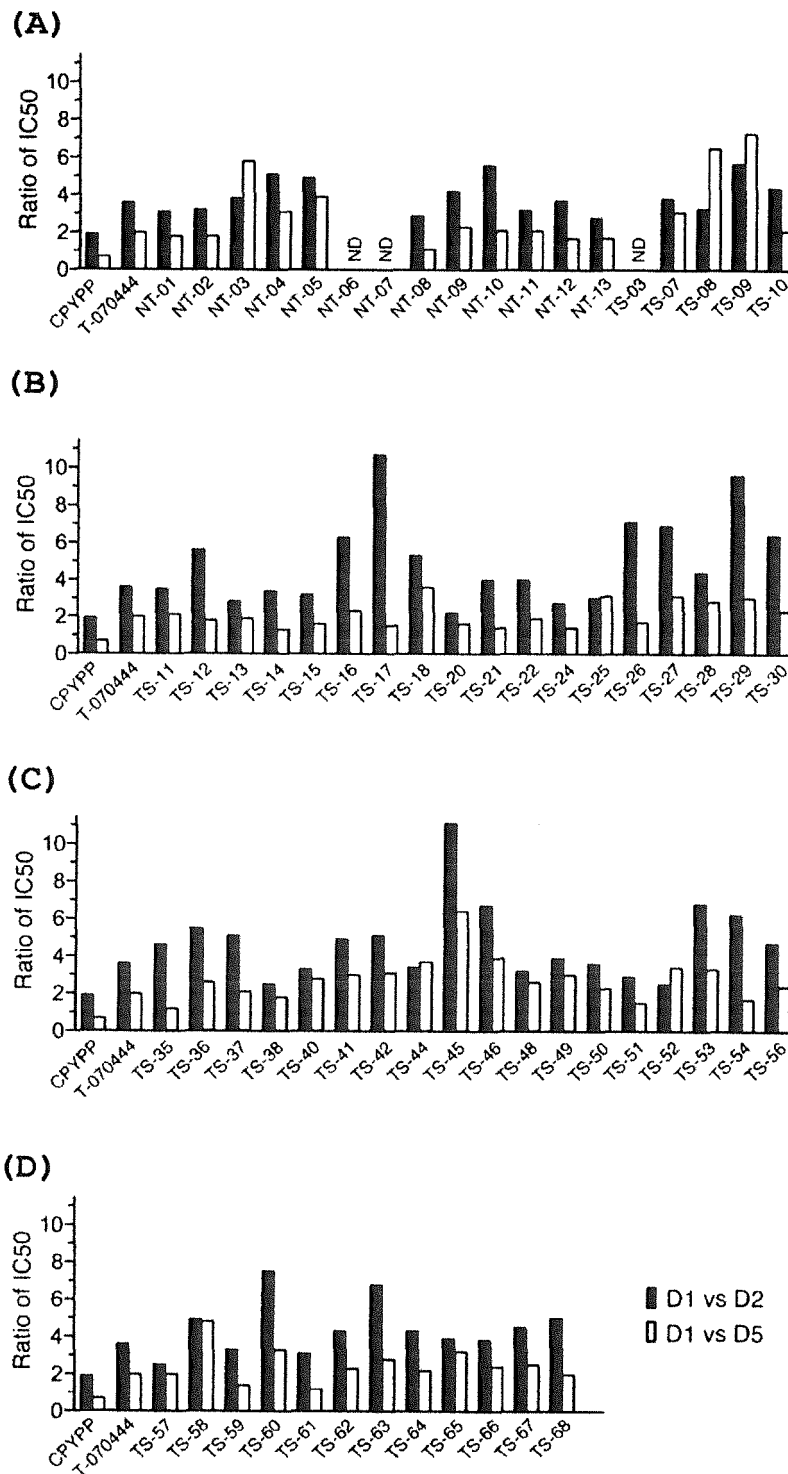 (A)
Ratio of IC50
10
8
6
4
2
0
ND
ND
ND
CPYPP
T-070444
NT-01
NT-02
NT-03
NT-04
NT-05
NT-06
NT-07
NT-08
NT-09
NT-10
NT-11
NT-12
NT-13
TS-03
TS-07
TS-08
TS-09
TS-10
(B)
Ratio of IC50
10
8
6
4
2
0
CPYPP
T-070444
TS-11
TS-12
TS-13
TS-14
TS-15
TS-16
TS-17
TS-18
TS-20
TS-21
TS-22
TS-24
TS-25
TS-26
TS-27
TS-28
TS-29
TS-30
(C)
Ratio of IC50
10
8
6
4
2
0
CPYPP
T-070444
TS-35
TS-36
TS-37
TS-38
TS-40
TS-41
TS-42
TS-44
TS-45
TS-46
TS-48
TS-49
TS-50
TS-51
TS-52
TS-53
TS-54
TS-56
(D)
Ratio of IC50
10
8
6
4
2
0
CPYPP
T-070444
TS-57
TS-58
TS-59
TS-60
TS-61
TS-62
TS-63
TS-64
TS-65
TS-66
TS-67
TS-68
D1 vs D2
D1 vs D5